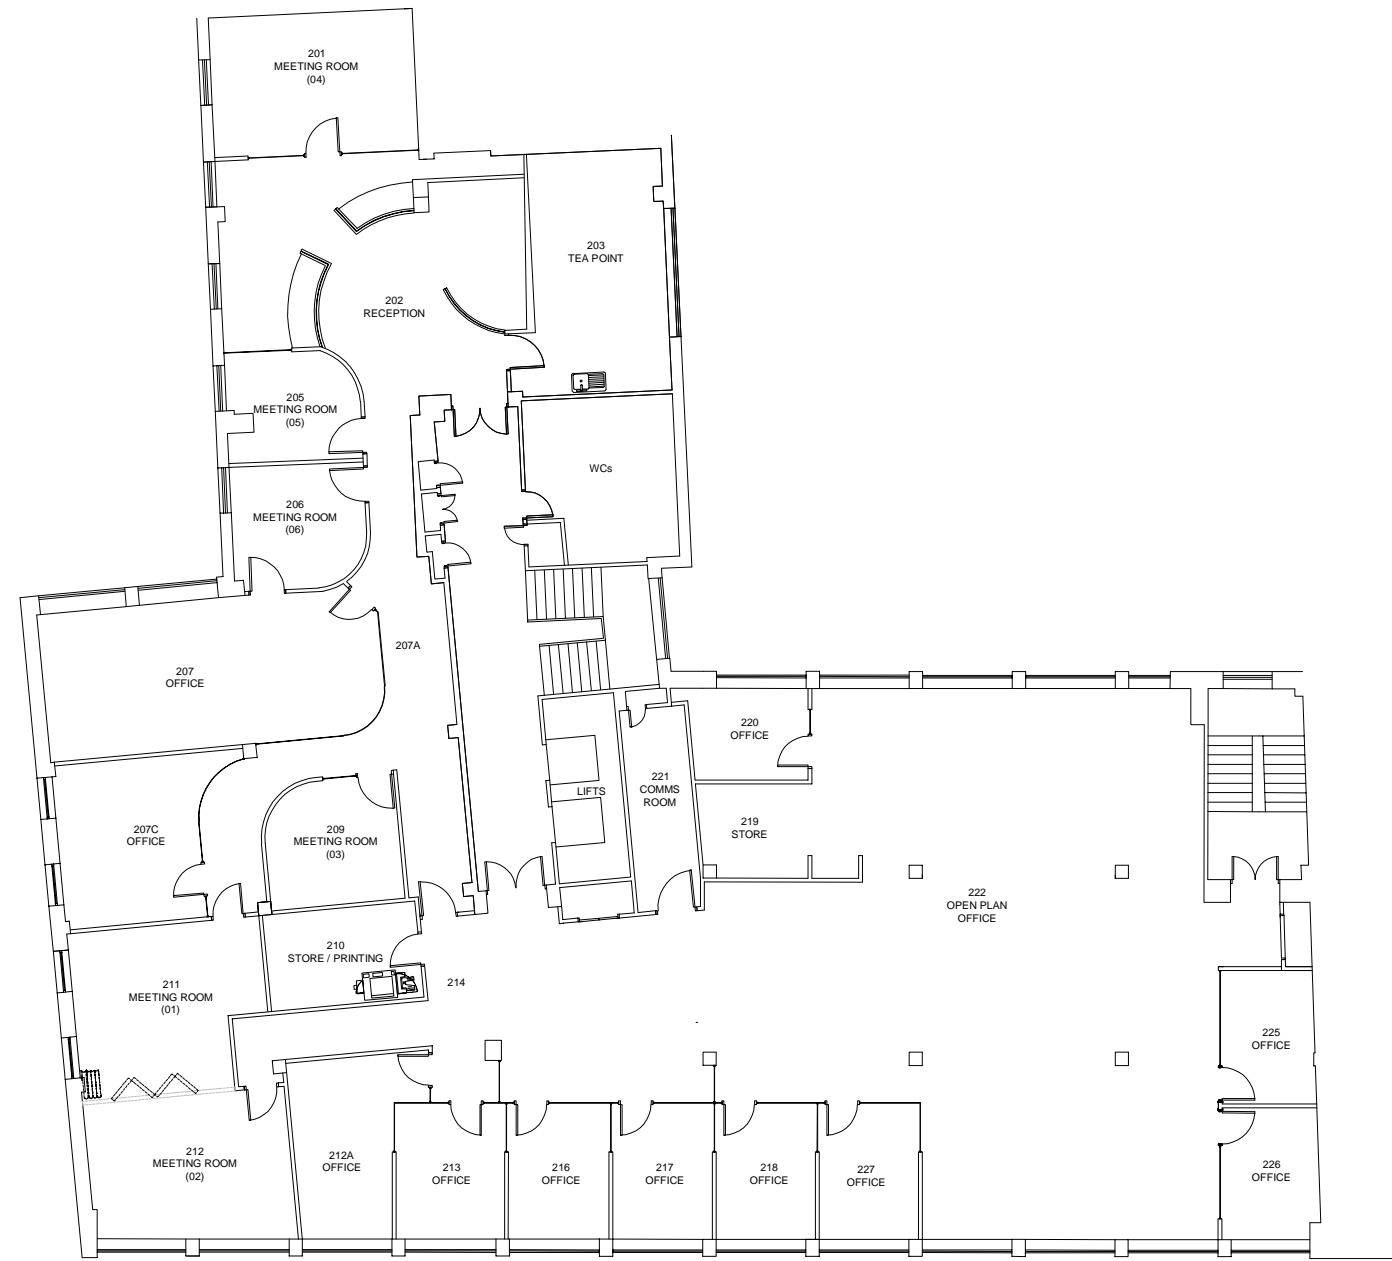 201
MEETING ROOM
(04)
203
TEA POINT
202
RECEPTION
205
MEETING ROOM
(05)
WCs
206
MEETING ROOM
(06)
207A
207
OFFICE
220
OFFICE
221
COMMS
ROOM
LIFTS
219
STORE
207C
OFFICE
209
MEETING ROOM
(03)
222
OPEN PLAN
OFFICE
210
STORE / PRINTING
214
211
MEETING ROOM
(01)
225
OFFICE
212
MEETING ROOM
(02)
212A
OFFICE
213
OFFICE
216
OFFICE
217
OFFICE
218
OFFICE
227
OFFICE
226
OFFICE